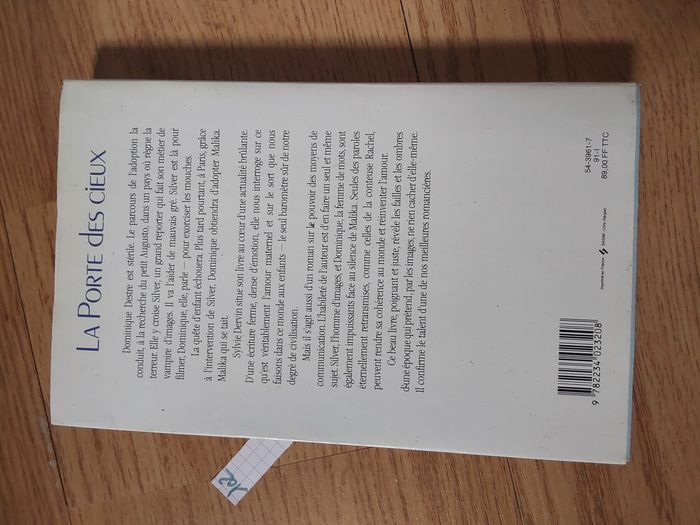 LA PORTE DES CIEUX
Dominique Destre est stérile. Le parcours de l'adoption la
conduit, à la recherche du petit Augusto, dans un pays où règne la
terreur. Elle y croise Silver, un grand reporter qui fait son métier de
vampire d'images. Il va l'aider de mauvais gré. Silver est là pour
filmer, Dominique, elle, parle — pour exorciser les mouches.
La quête d'enfant échouera. Plus tard pourtant, à Paris, grâce
à l'intervention de Silver, Dominique obtiendra d'adopter Malika.
Malika qui se tait.
Sylvie Dervin situe son livre au cœur d'une actualité brûlante.
D'une écriture ferme, dense d'émotion, elle nous interroge sur ce
qu'est véritablement l'amour maternel et sur le sort que nous
faisons dans ce monde aux enfants — le seul baromètre sûr de notre
degré de civilisation.
Mais il s'agit aussi d'un roman sur le pouvoir des moyens de
communication. L'habileté de l'auteur est d'en faire un seul et même
sujet. Silver, l'homme d'images, et Dominique, la femme de mots, sont
également impuissants face au silence de Malika. Seules des paroles
éternellement retransmises, comme celles de la conteuse Rachel,
peuvent rendre sa cohérence au monde et réinventer l'amour.
Ce beau livre, poignant et juste, révèle les failles et les ombres
d'une époque qui prétend, par les images, ne rien cacher d'elle-même.
Il confirme le talent d'une de nos meilleures romancières.
9 782234 023208
54-3961-7
91-I
89,00 FF TTC